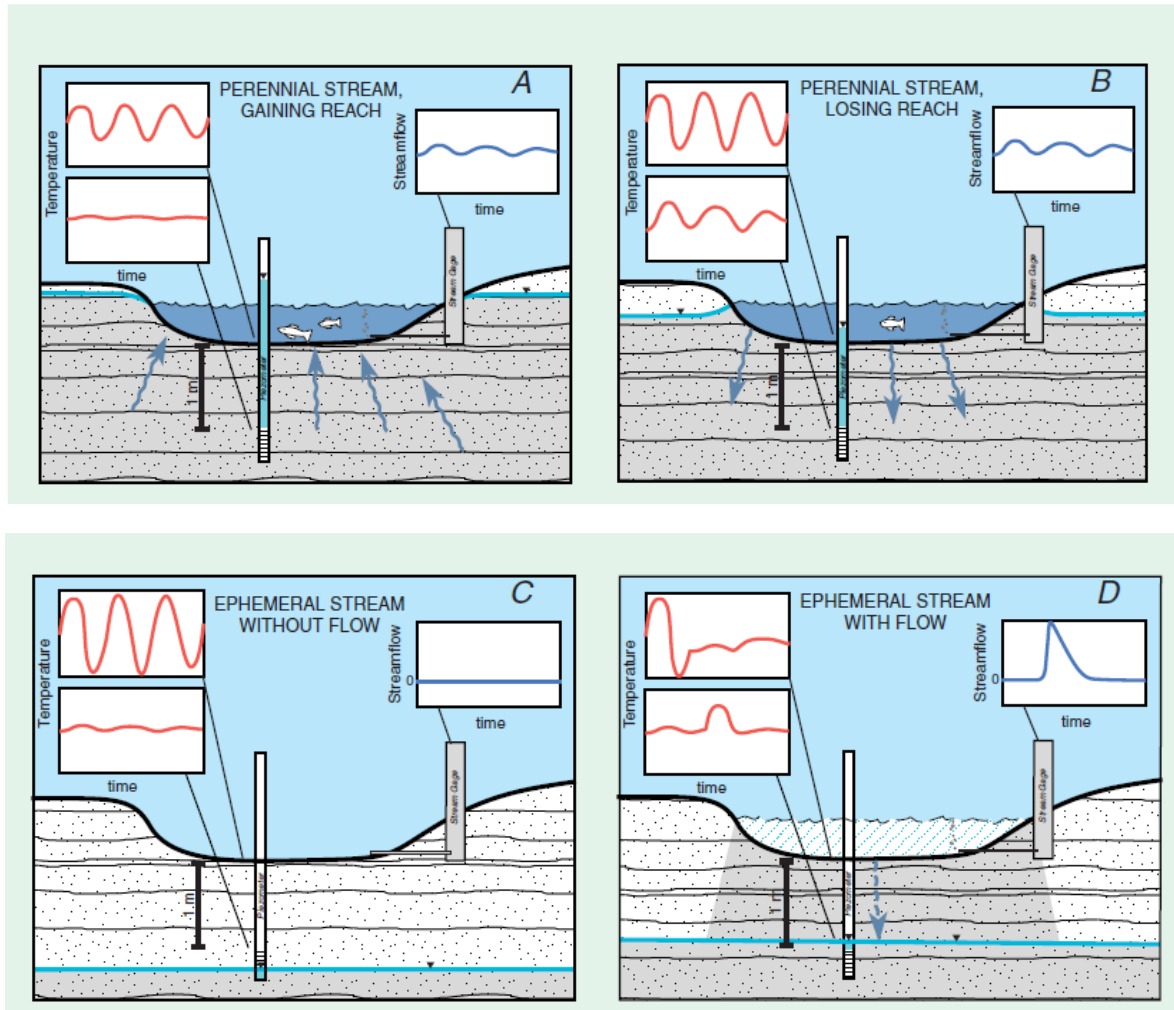 A
PERENNIAL STREAM,
GAINING REACH
Temperature
time
Streamflow
time
Stream Gage
Piezometer
1 m
B
PERENNIAL STREAM,
LOSING REACH
Temperature
time
Streamflow
time
Stream Gage
Piezometer
1 m
C
EPHEMERAL STREAM
WITHOUT FLOW
Temperature
time
Streamflow
0
time
Stream Gage
Piezometer
1 m
D
EPHEMERAL STREAM
WITH FLOW
Temperature
time
Streamflow
0
time
Stream Gage
Piezometer
1 m